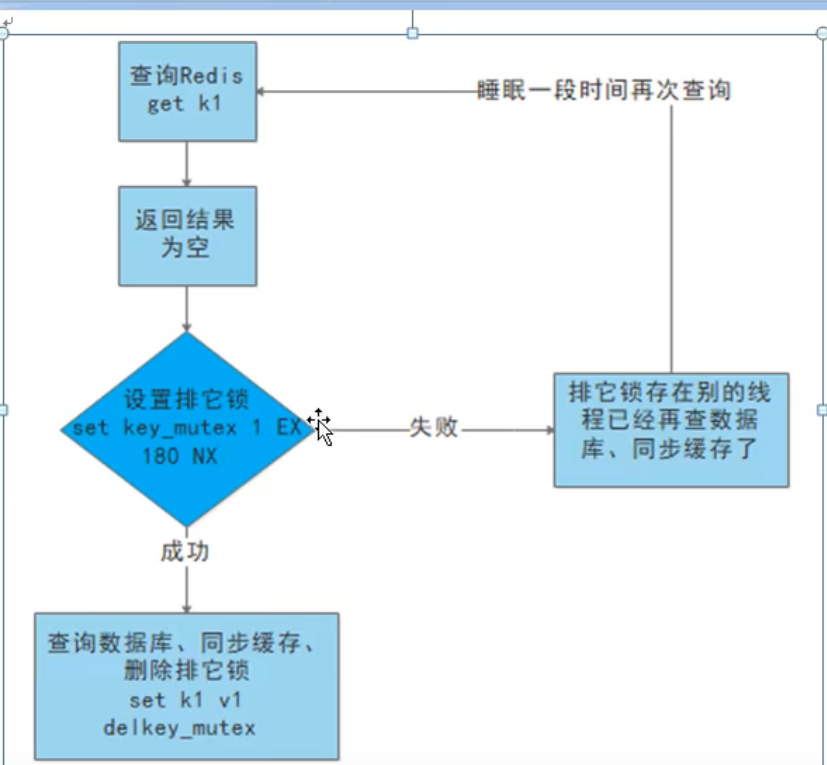 查询Redis
get k1
睡眠一段时间再次查询
返回结果
为空
设置排它锁
set key_mutex 1 EX
180 NX
失败
排它锁存在别的线
程已经再查数据
库、同步缓存了
成功
查询数据库、同步缓存、
删除排它锁
set k1 v1
delkey_mutex